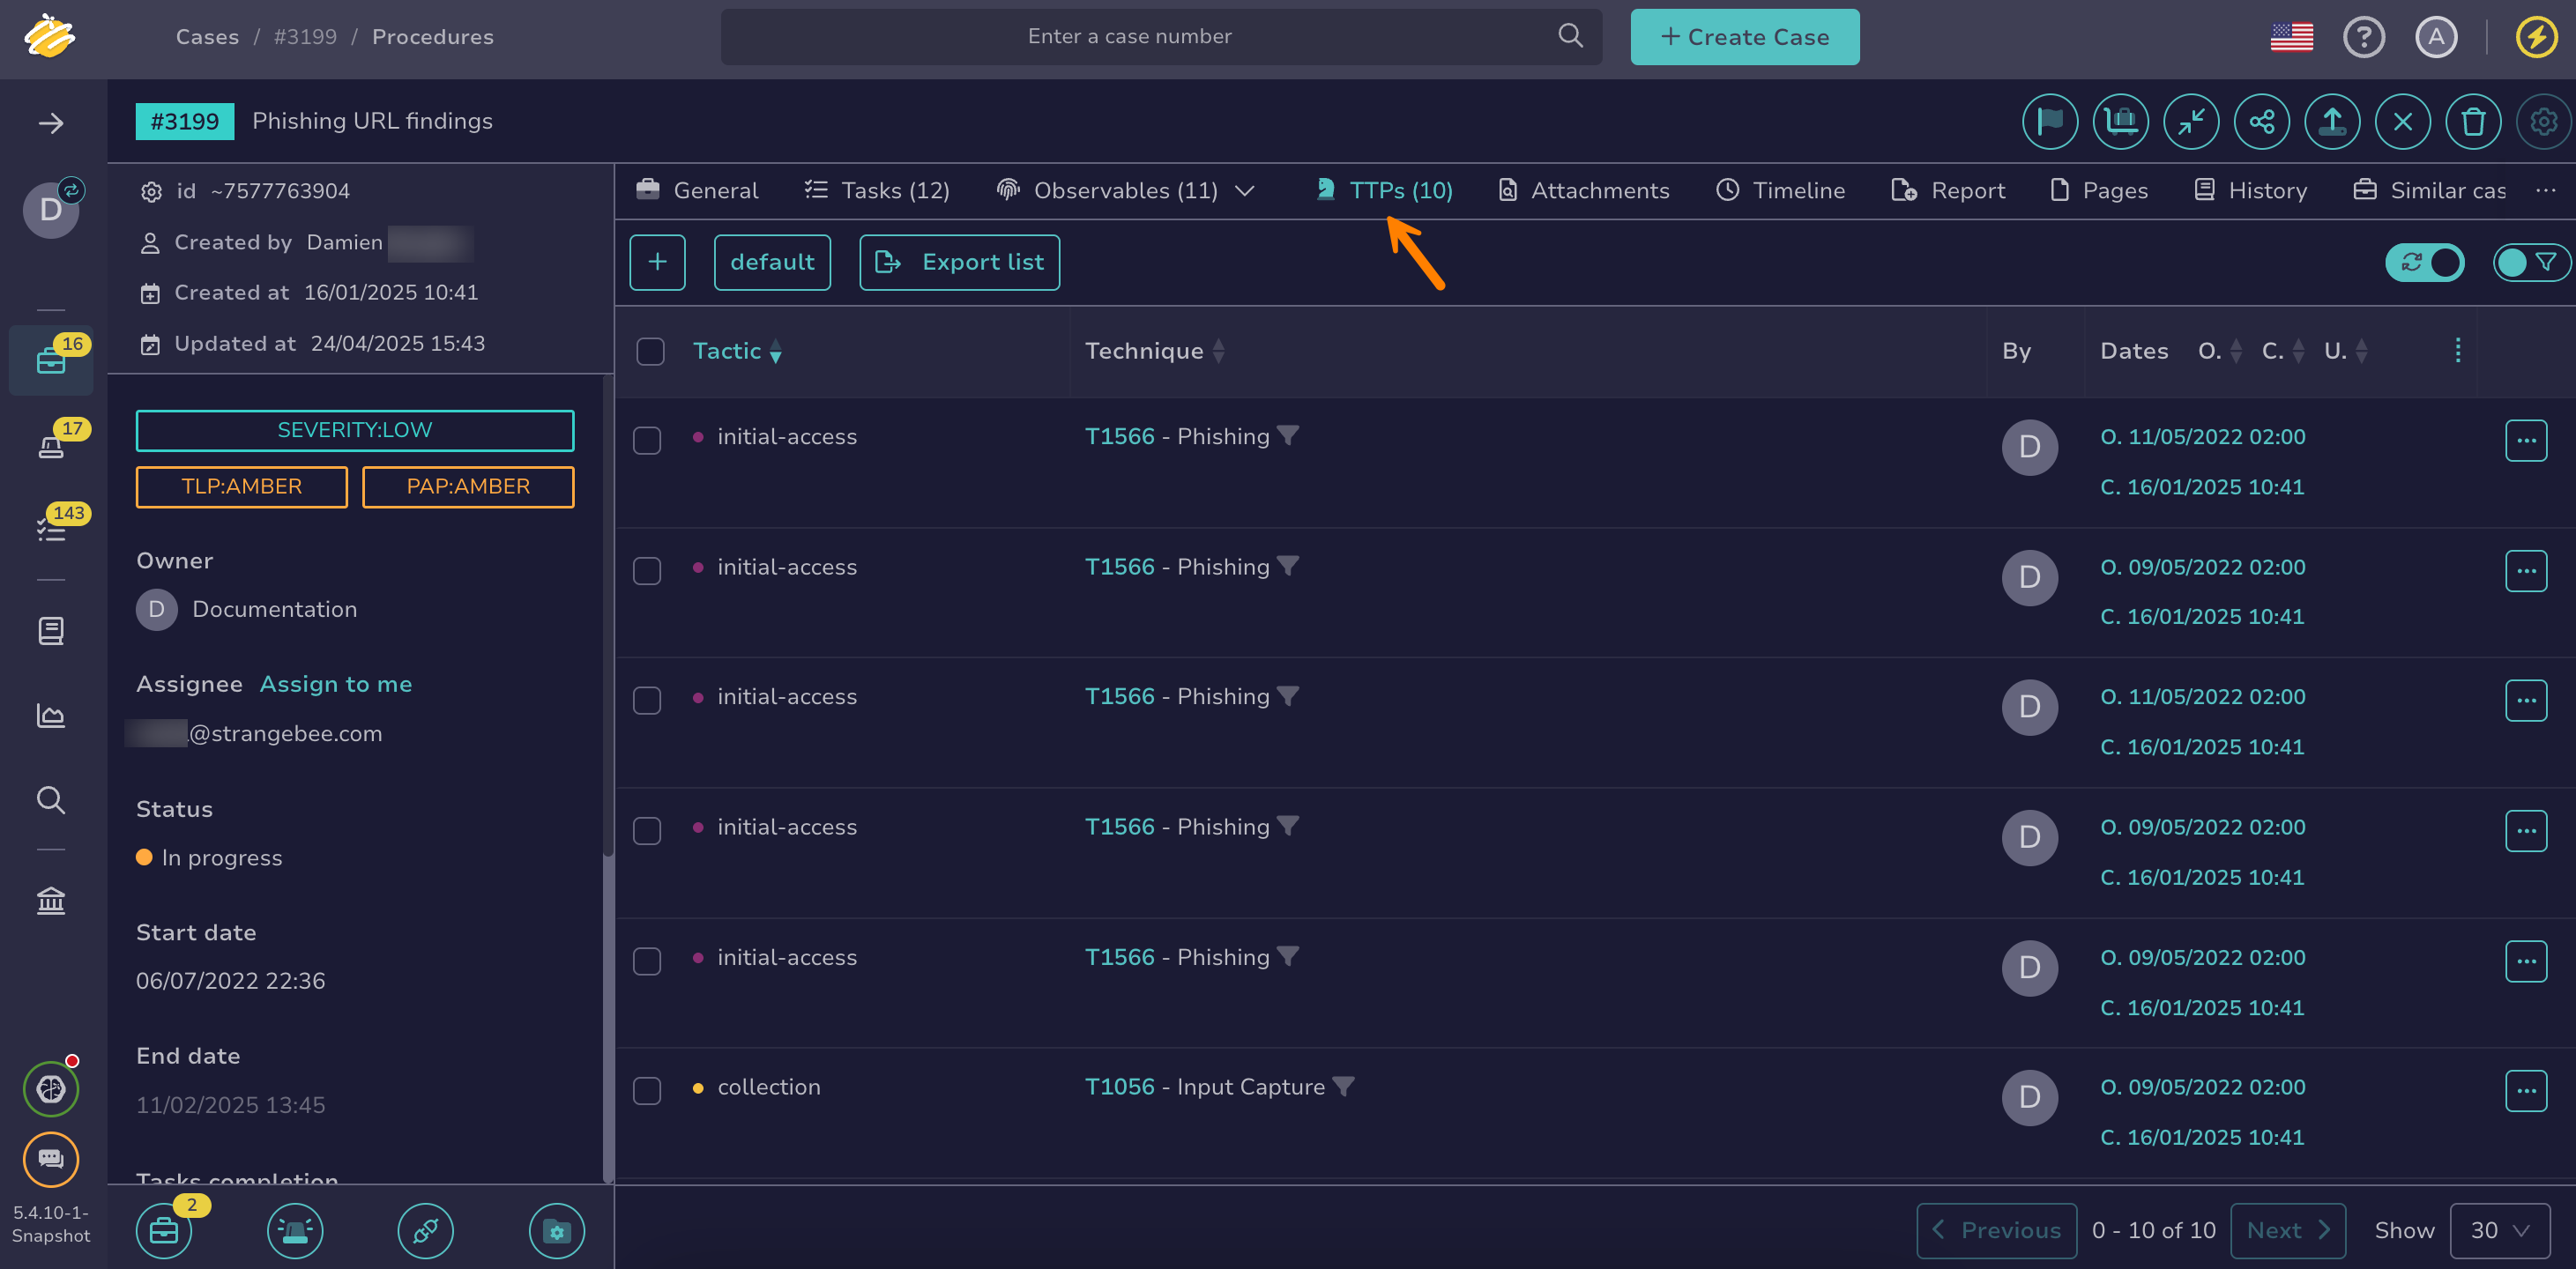 Cases / #3199 / Procedures
Enter a case number
+ Create Case
A
#3199 Phishing URL findings
D
id ~7577763904
Created by Damien
Created at 16/01/2025 10:41
Updated at 24/04/2025 15:43
16
17
143
SEVERITY:LOW
TLP:AMBER PAP:AMBER
Owner
D Documentation
Assignee Assign to me
@strangebee.com
Status
In progress
Start date
06/07/2022 22:36
End date
11/02/2025 13:45
Tasks completion
2
5.4.10-1-
Snapshot
General Tasks (12) Observables (11) TTPs (10) Attachments Timeline Report Pages History Similar cas ...
+ default Export list
Tactic Technique By Dates O. C. U.
initial-access T1566 - Phishing D O. 11/05/2022 02:00
C. 16/01/2025 10:41
initial-access T1566 - Phishing D O. 09/05/2022 02:00
C. 16/01/2025 10:41
initial-access T1566 - Phishing D O. 11/05/2022 02:00
C. 16/01/2025 10:41
initial-access T1566 - Phishing D O. 09/05/2022 02:00
C. 16/01/2025 10:41
initial-access T1566 - Phishing D O. 09/05/2022 02:00
C. 16/01/2025 10:41
collection T1056 - Input Capture D O. 09/05/2022 02:00
C. 16/01/2025 10:41
Previous 0 - 10 of 10 Next Show 30